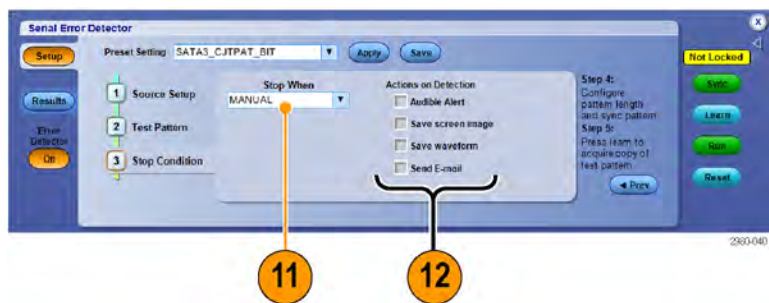 Serial Error Detector
X
Setup
Preset Setting SATA3_CJTPAT_BIT Apply Save
Not Locked
Results
Error Detector
On
1 Source Setup
2 Test Pattern
3 Stop Condition
Stop When
MANUAL
Actions on Detection
Audible Alert
Save screen image
Save waveform
Send E-mail
Step 4:
Configure
pattern length
and sync pattern
Step 5:
Press learn to
acquire copy of
test pattern
Prev
Sync
Learn
Run
Reset
2980-040
11
12